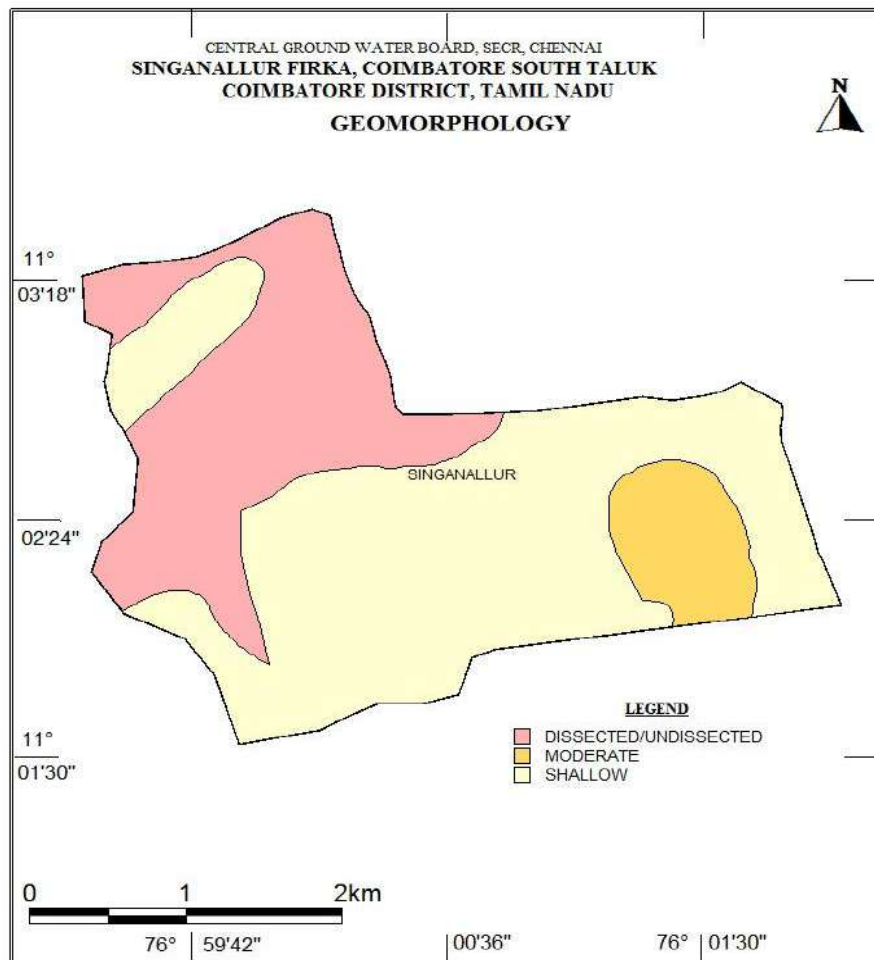 CENTRAL GROUND WATER BOARD, SECR, CHENNAI
SINGANALLUR FIRKA, COIMBATORE SOUTH TALUK
COIMBATORE DISTRICT, TAMIL NADU
GEOMORPHOLOGY
N
11°
03'18"
SINGANALLUR
02'24"
LEGEND
DISSECTED/UNDISSECTED
MODERATE
SHALLOW
11°
01'30"
0 1 2km
76° 59'42" 00'36" 76° 01'30"